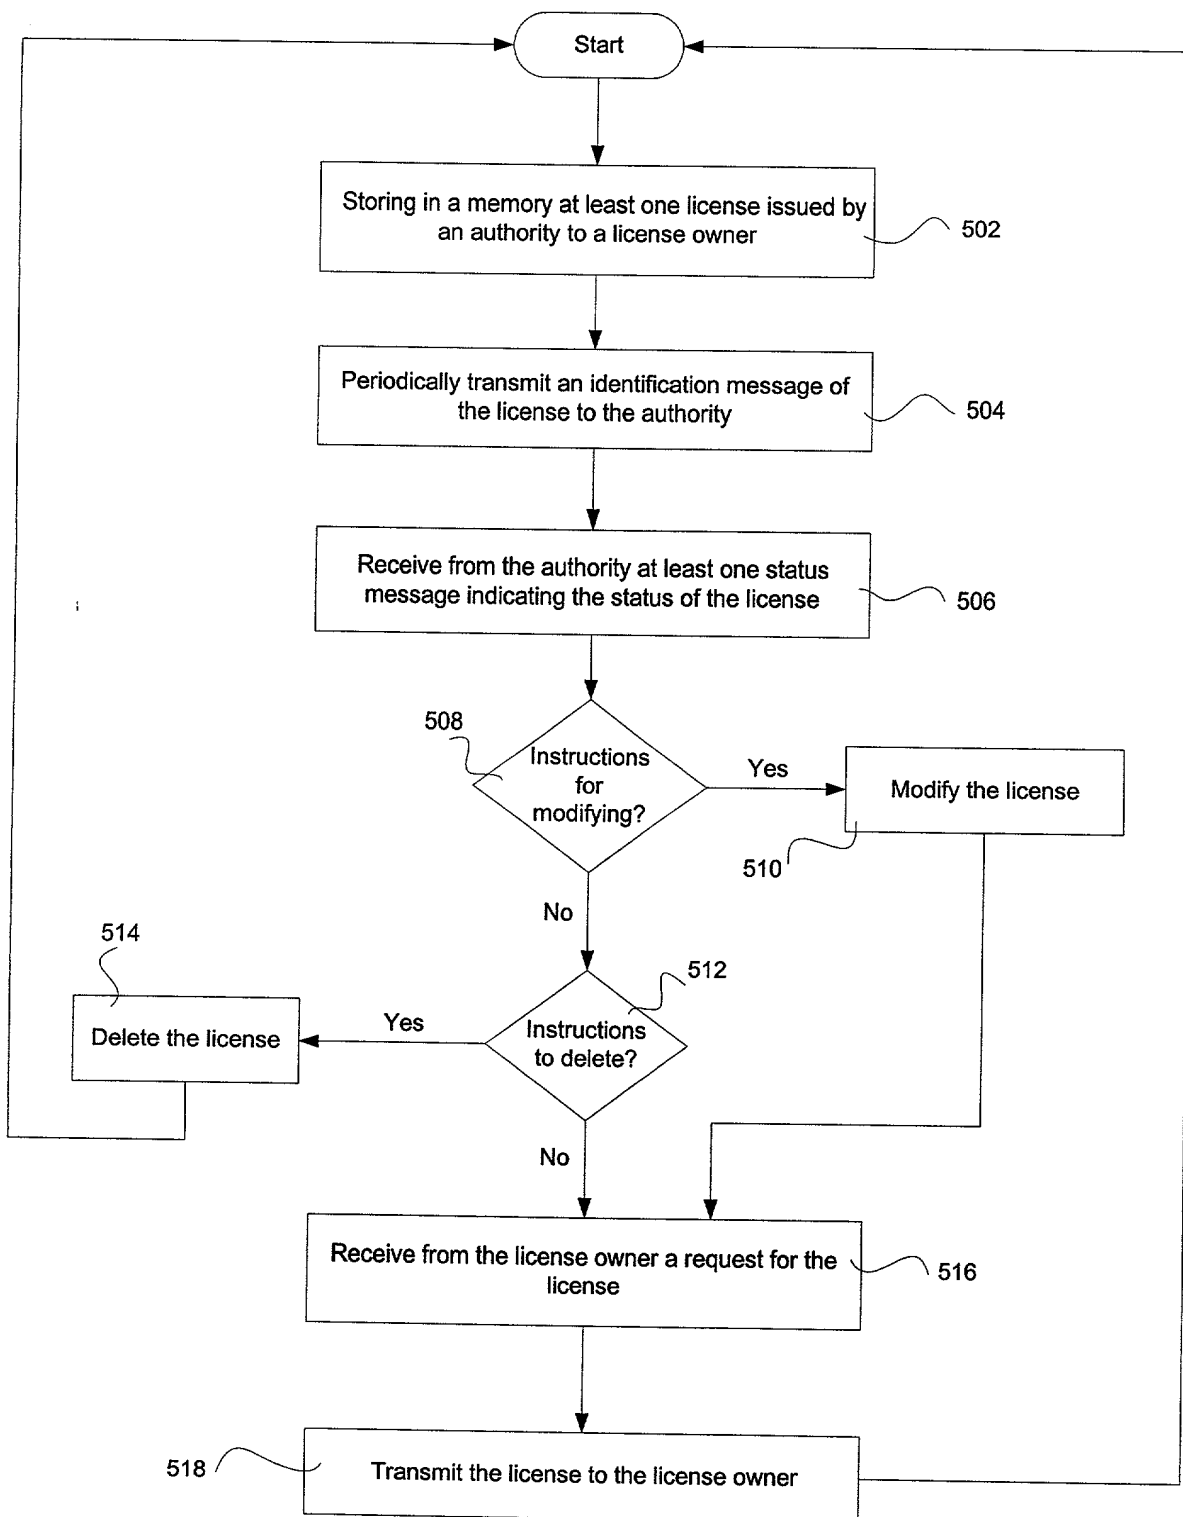 Start
Storing in a memory at least one license issued by
an authority to a license owner
502
Periodically transmit an identification message of
the license to the authority
504
Receive from the authority at least one status
message indicating the status of the license
506
508
Instructions
for
modifying?
Yes
Modify the license
510
No
514
512
Delete the license
Yes
Instructions
to delete?
No
Receive from the license owner a request for the
license
516
518
Transmit the license to the license owner